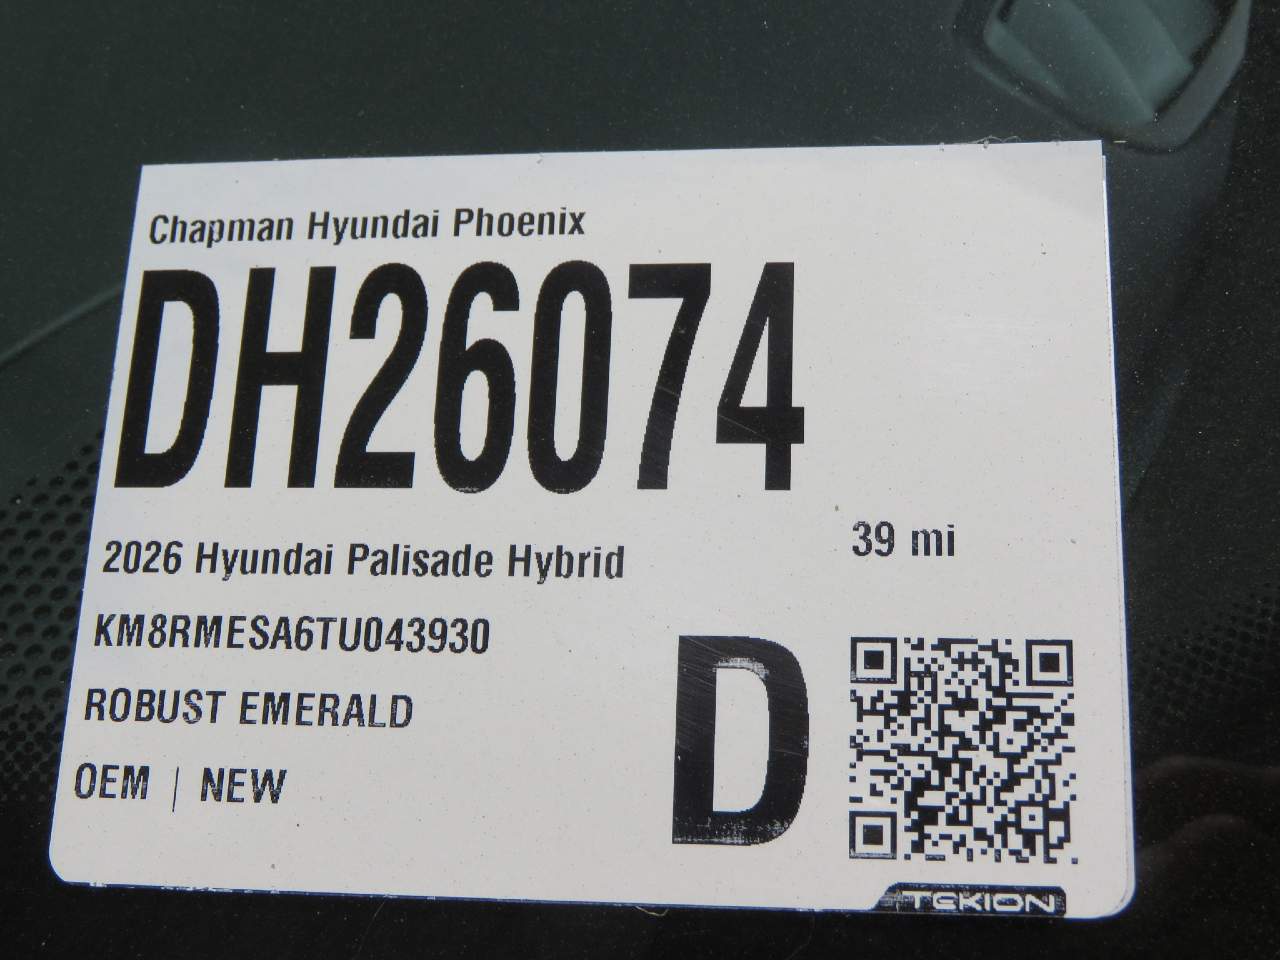 Chapman Hyundai Phoenix
DH26074
2026 Hyundai Palisade Hybrid
39 mi
KM8RMESA6TU043930
ROBUST EMERALD
OEM | NEW
D
TEKION